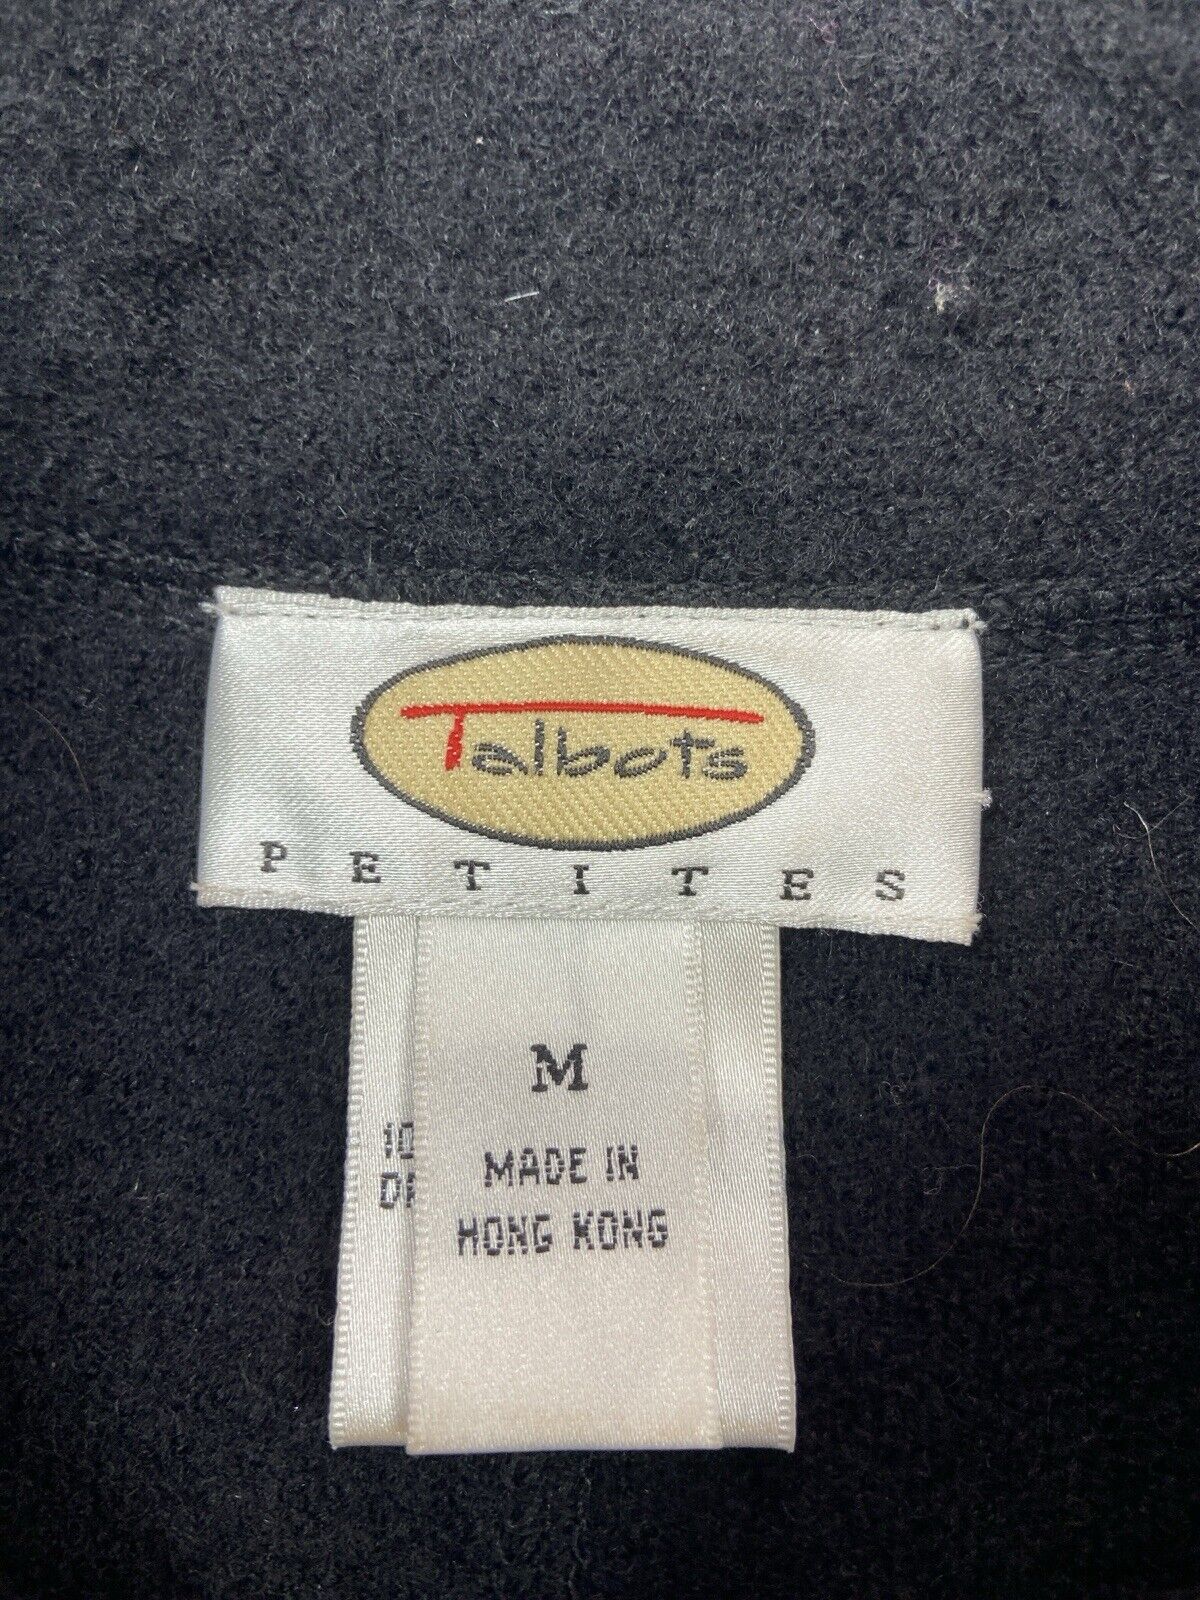 Talbots
PETITES
M
MADE IN
HONG KONG